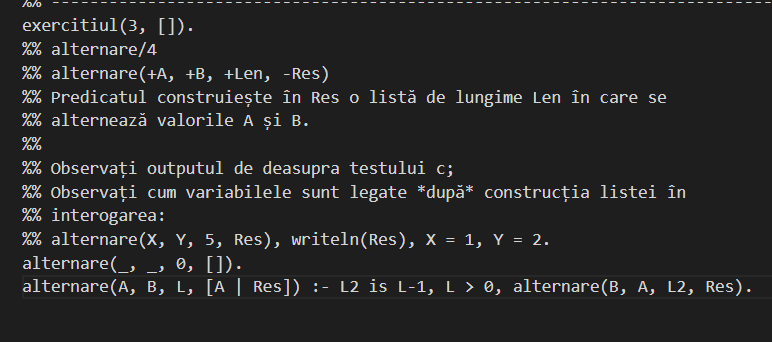 %% --------------------------------------------------------------------------------
exercitiul(3, []).
%% alternare/4
%% alternare(+A, +B, +Len, -Res)
%% Predicatul construiește în Res o listă de lungime Len în care se
%% alternează valorile A și B.
%%
%% Observați outputul de deasupra testului c;
%% Observați cum variabilele sunt legate *după* construcția listei în
%% interogarea:
%% alternare(X, Y, 5, Res), writeln(Res), X = 1, Y = 2.
alternare(_, _, 0, []).
alternare(A, B, L, [A | Res]) :- L2 is L-1, L > 0, alternare(B, A, L2, Res).